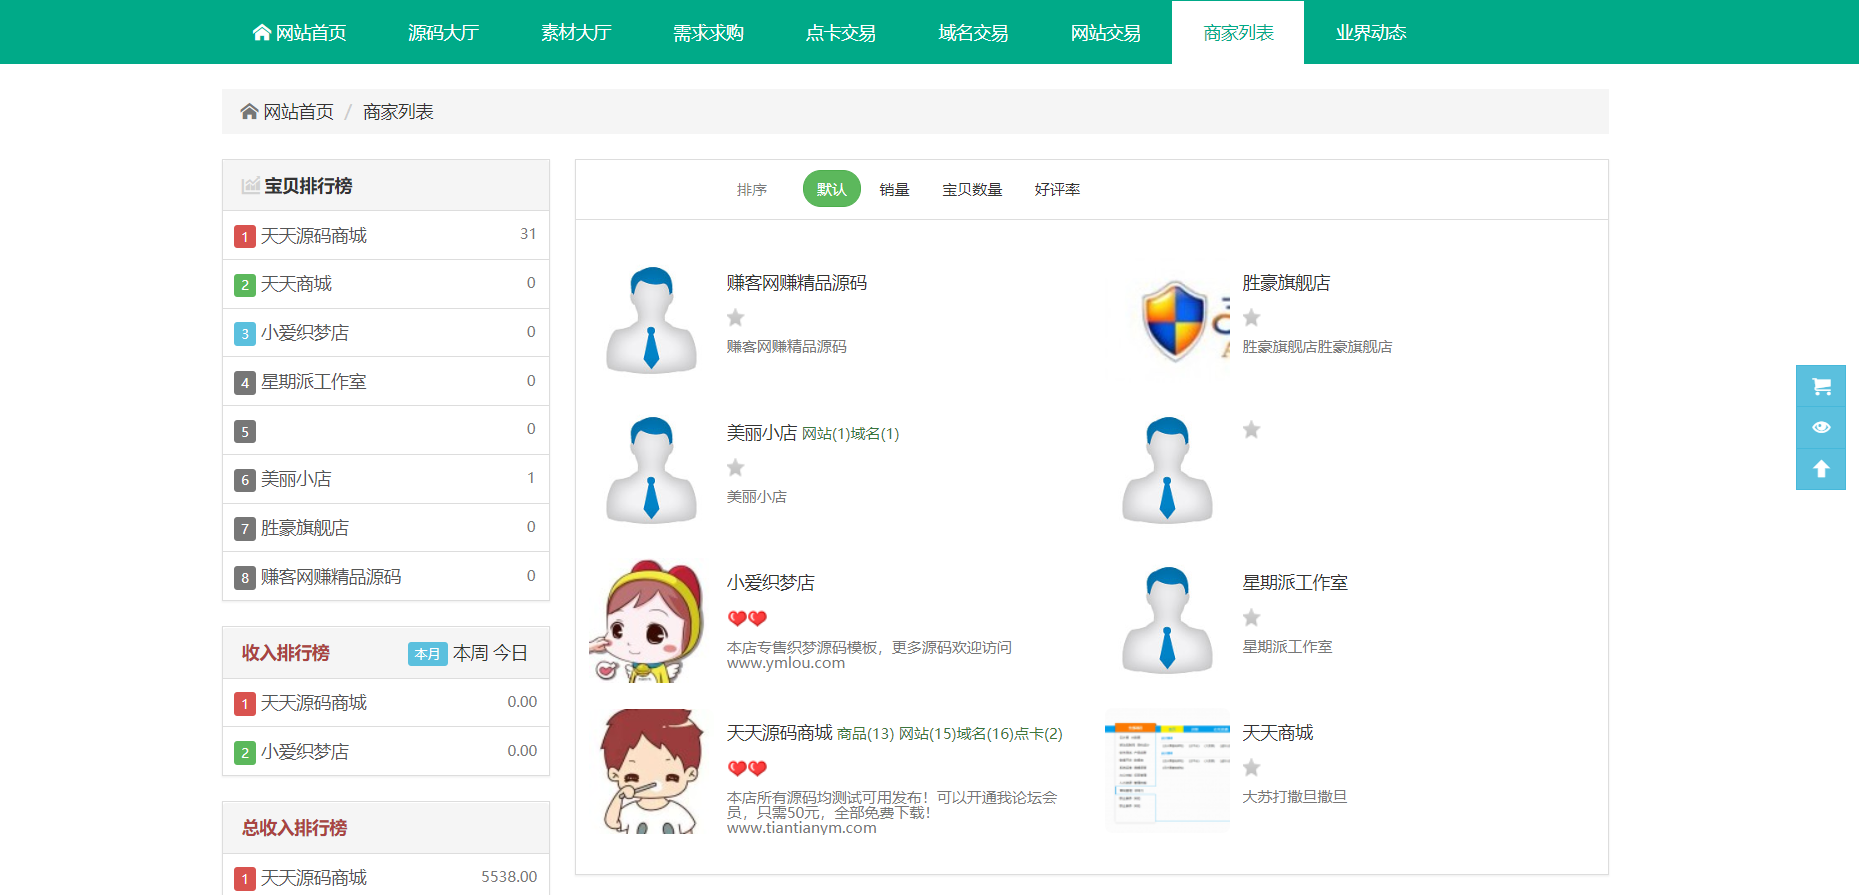 网站首页 源码大厅 素材大厅 需求求购 点卡交易 域名交易 网站交易 商家列表 业界动态
网站首页 / 商家列表
宝贝排行榜
1 天天源码商城 31
2 天天商城 0
3 小爱织梦店 0
4 星期派工作室 0
5 0
6 美丽小店 1
7 胜豪旗舰店 0
8 赚客网赚精品源码 0
收入排行榜 本月 本周 今日
1 天天源码商城 0.00
2 小爱织梦店 0.00
总收入排行榜
1 天天源码商城 5538.00
排序 默认 销量 宝贝数量 好评率
赚客网赚精品源码
赚客网赚精品源码
胜豪旗舰店
胜豪旗舰店胜豪旗舰店
美丽小店 网站(1)域名(1)
美丽小店
小爱织梦店
本店专售织梦源码模板，更多源码欢迎访问
www.ymlou.com
星期派工作室
星期派工作室
天天源码商城 商品(13) 网站(15)域名(16)点卡(2)
本店所有源码均测试可用发布！可以开通我论坛会
员，只需50元，全部免费下载！
www.tiantianym.com
天天商城
大苏打撒旦撒旦